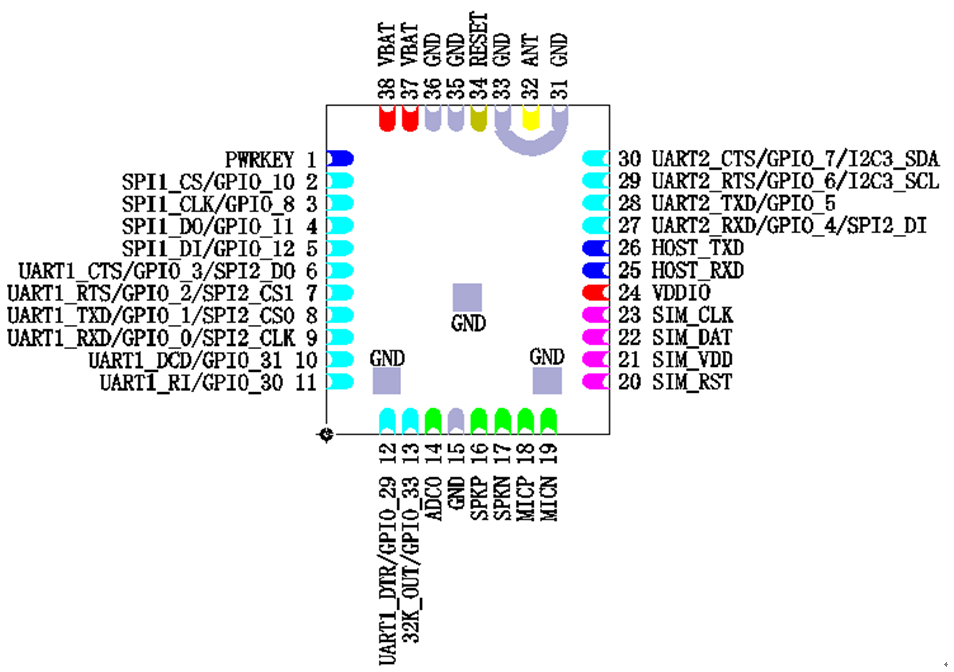 38 VBAT
37 VBAT
36 GND
35 GND
34 RESET
33 GND
32 ANT
31 GND
PWRKEY 1
SPI1_CS/GPIO_10 2
SPI1_CLK/GPIO_8 3
SPI1_DO/GPIO_11 4
SPI1_DI/GPIO_12 5
UART1_CTS/GPIO_3/SPI2_DO 6
UART1_RTS/GPIO_2/SPI2_CS1 7
UART1_TXD/GPIO_1/SPI2_CS0 8
UART1_RXD/GPIO_0/SPI2_CLK 9
UART1_DCD/GPIO_31 10
UART1_RI/GPIO_30 11
30 UART2_CTS/GPIO_7/I2C3_SDA
29 UART2_RTS/GPIO_6/I2C3_SCL
28 UART2_TXD/GPIO_5
27 UART2_RXD/GPIO_4/SPI2_DI
26 HOST_TXD
25 HOST_RXD
24 VDDIO
23 SIM_CLK
22 SIM_DAT
21 SIM_VDD
20 SIM_RST
GND
GND
GND
UART1_DTR/GPIO_29 12
32K_OUT/GPIO_33 13
ADC0 14
GND 15
SPKP 16
SPKN 17
MICP 18
MICN 19